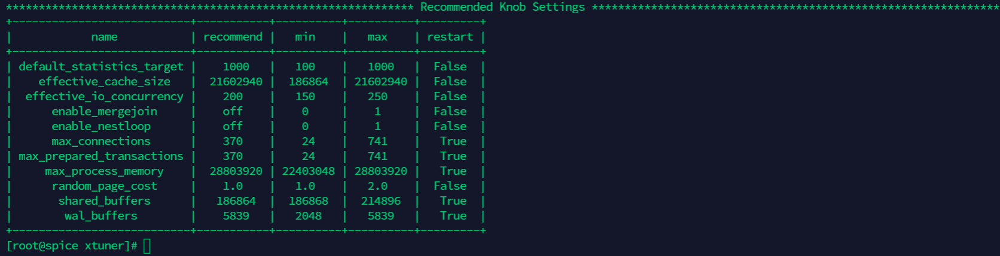 ************************************************************** Recommended Knob Settings **************************************************************
+---------------------------+-----------+----------+----------+---------+
|            name           | recommend |   min    |   max    | restart |
+---------------------------+-----------+----------+----------+---------+
| default_statistics_target |    1000   |   100    |   1000   |  False  |
|    effective_cache_size   |  21602940 |  186864  | 21602940 |  False  |
|  effective_io_concurrency |    200    |   150    |   250    |  False  |
|      enable_mergejoin     |    off    |    0     |    1     |  False  |
|      enable_nestloop      |    off    |    0     |    1     |  False  |
|      max_connections      |    370    |    24    |   741    |   True  |
| max_prepared_transactions |    370    |    24    |   741    |   True  |
|     max_process_memory    |  28803920 | 22403048 | 28803920 |   True  |
|      random_page_cost     |    1.0    |   1.0    |   2.0    |  False  |
|       shared_buffers      |   186864  |  186868  |  214896  |   True  |
|        wal_buffers        |    5839   |   2048   |   5839   |   True  |
+---------------------------+-----------+----------+----------+---------+
[root@spice xtuner]#